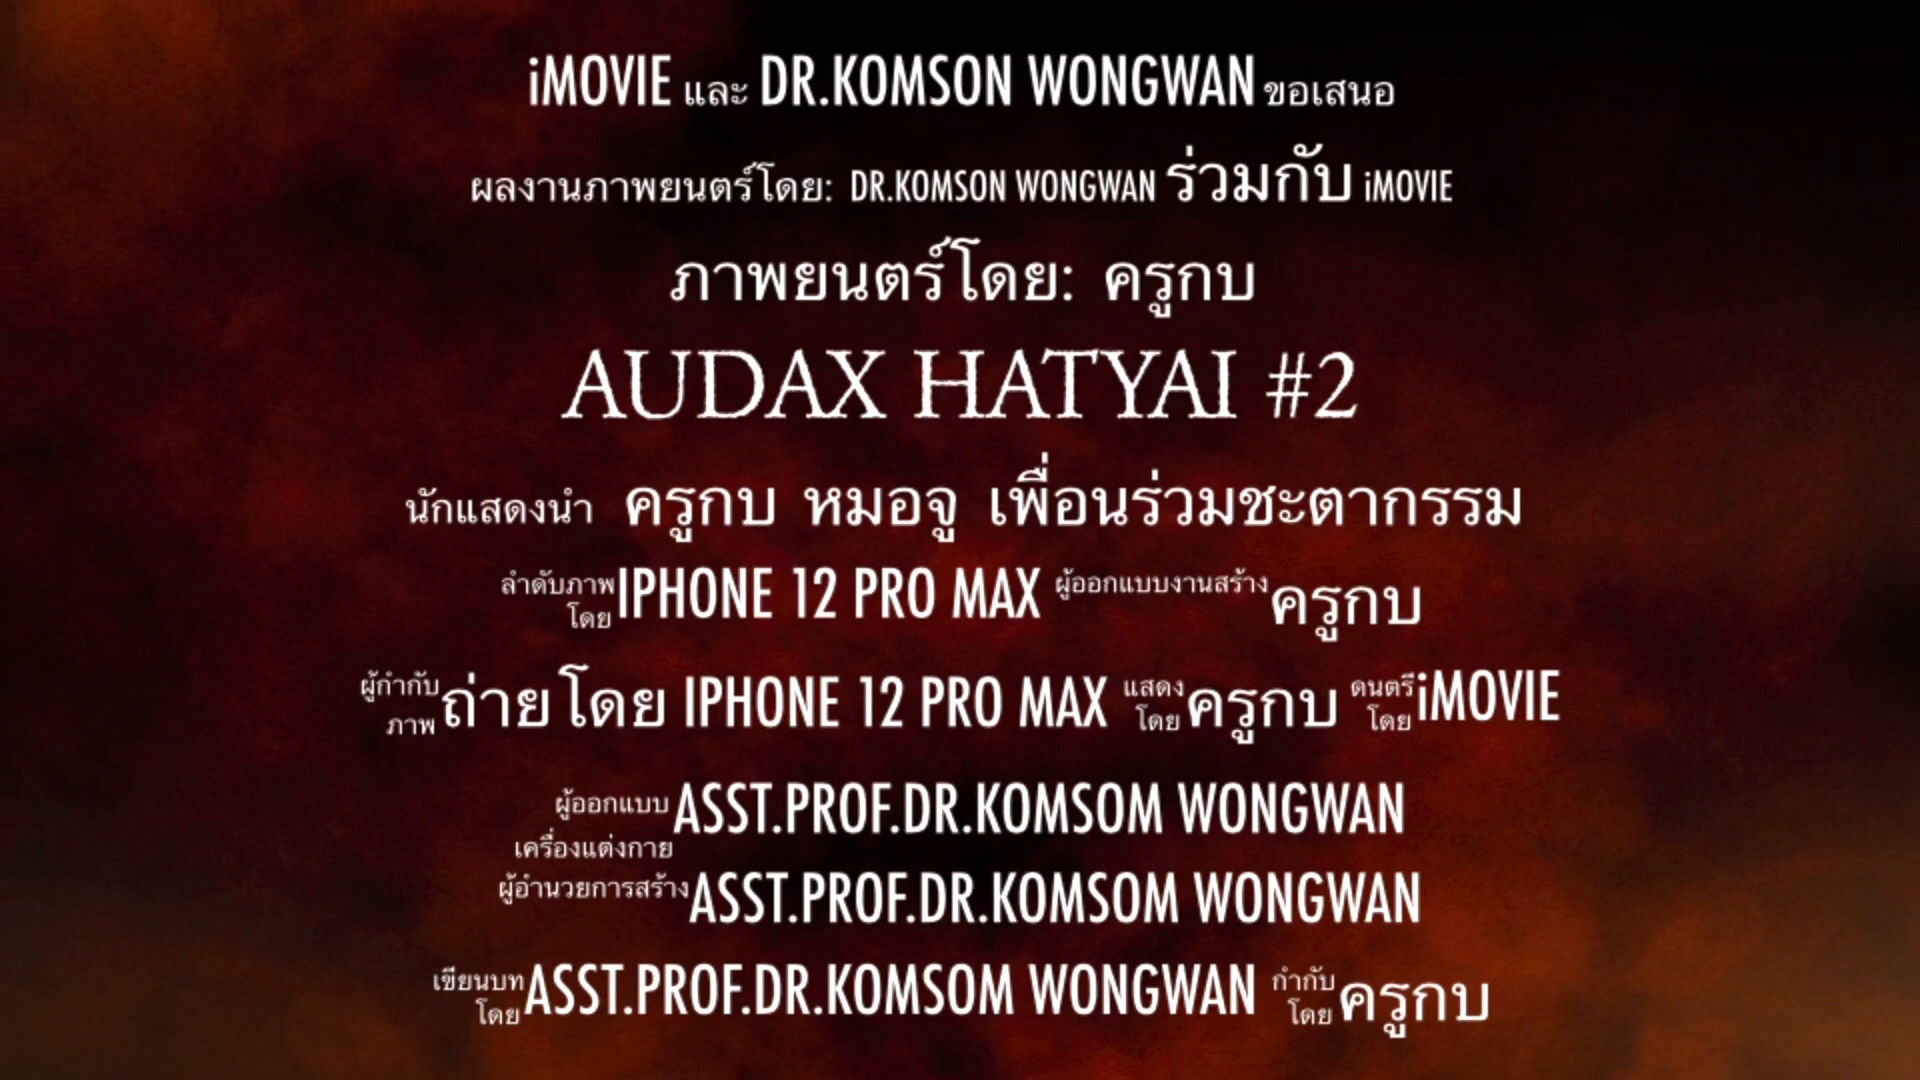 iMOVIE และ DR.KOMSON WONGWAN ขอเสนอ
ผลงานภาพยนตร์โดย: DR.KOMSON WONGWAN ร่วมกับ iMOVIE
ภาพยนตร์โดย: ครูกบ
AUDAX HATYAI #2
นักแสดงนำ ครูกบ หมอจู เพื่อนร่วมชะตากรรม
ลำดับภาพโดย IPHONE 12 PRO MAX ผู้ออกแบบงานสร้าง ครูกบ
ผู้กำกับภาพ ถ่ายโดย IPHONE 12 PRO MAX แสดงโดย ครูกบ ดนตรีโดย iMOVIE
ผู้ออกแบบเครื่องแต่งกาย ASST.PROF.DR.KOMSOM WONGWAN
ผู้อำนวยการสร้าง ASST.PROF.DR.KOMSOM WONGWAN
เขียนบทโดย ASST.PROF.DR.KOMSOM WONGWAN กำกับโดย ครูกบ